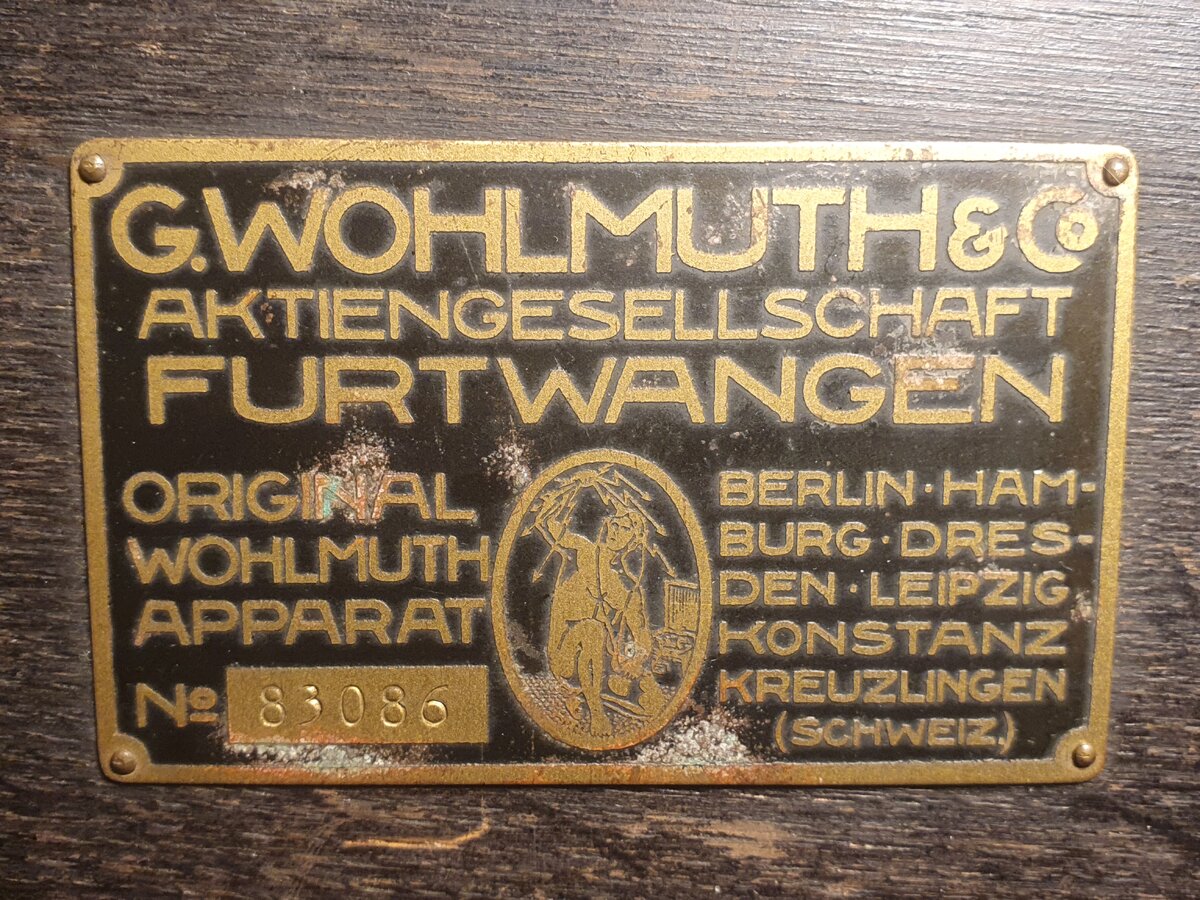 G. WOHLMUTH & Co
AKTIENGESELLSCHAFT
FURTWANGEN
ORIGINAL
WOHLMUTH
APPARAT
No 83086
BERLIN · HAM-
BURG · DRES-
DEN · LEIPZIG
KONSTANZ
KREUZLINGEN
(SCHWEIZ.)